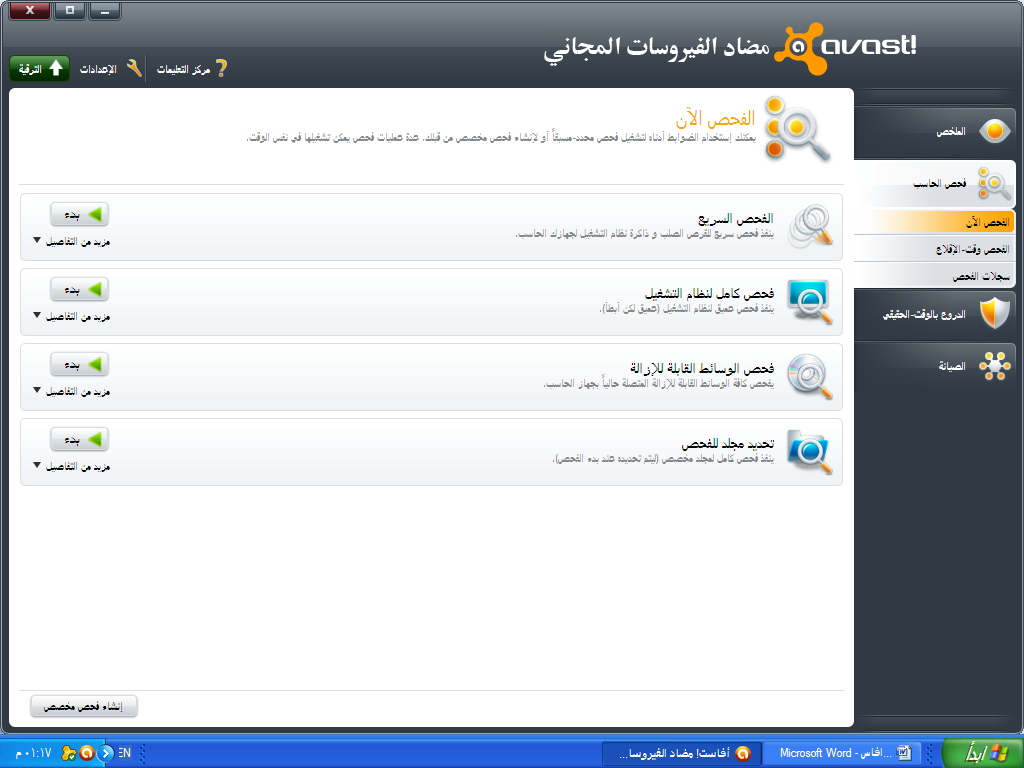 X
avast!
مضاد الفيروسات المجاني
مركز التعليمات
الإعدادات
الترقية
الملخص
فحص الحاسب
الفحص الآن
الفحص وقت-الإقلاع
سجلات الفحص
الدروع بالوقت-الحقيقي
الصيانة
الفحص الآن
يمكنك إستخدام الضوابط أدناه لتشغيل فحص محدد-مسبقاً أو لإنشاء فحص مخصص من قبلك. عدة عمليات فحص يمكن تشغيلها في نفس الوقت.
الفحص السريع
ينفذ فحص سريع للقرص الصلب و ذاكرة نظام التشغيل لجهازك الحاسب.
بدء
مزيد من التفاصيل
فحص كامل لنظام التشغيل
ينفذ فحص عميق لنظام التشغيل (عميق لكن أبطأ).
بدء
مزيد من التفاصيل
فحص الوسائط القابلة للإزالة
يفحص كافة الوسائط القابلة للإزالة المتصلة حالياً بجهاز الحاسب.
بدء
مزيد من التفاصيل
تحديد مجلد للفحص
ينفذ فحص كامل لمجلد مخصص (ليتم تحديده عند بدء الفحص).
بدء
مزيد من التفاصيل
إنشاء فحص مخصص
ابدأ
افاس... - Microsoft Word
أفاست! مضاد الفيروسا...
EN
٠١:١٧ م